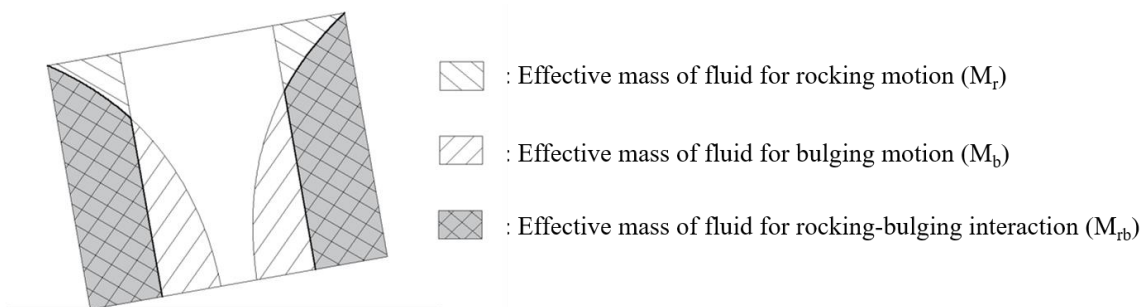 : Effective mass of fluid for rocking motion (Mr)
: Effective mass of fluid for bulging motion (Mb)
: Effective mass of fluid for rocking-bulging interaction (Mrb)